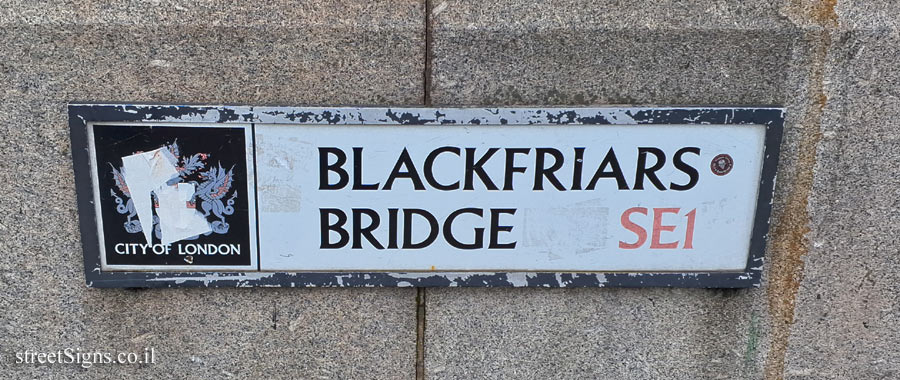 CITY OF LONDON
BLACKFRIARS
BRIDGE SE1
streetSigns.co.il